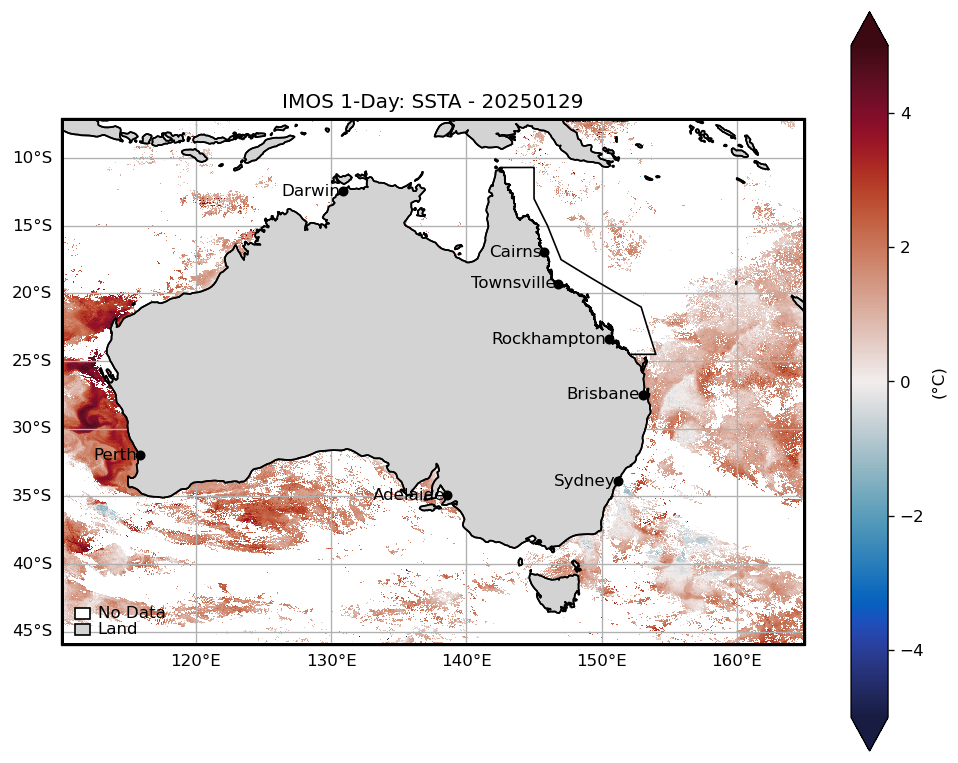 IMOS 1-Day: SSTA - 20250129
10°S
15°S
20°S
25°S
30°S
35°S
40°S
45°S
Darwin
Cairns
Townsville
Rockhampton
Brisbane
Perth
Sydney
Adelaide
No Data
Land
120°E
130°E
140°E
150°E
160°E
4
2
0
−2
−4
(°C)